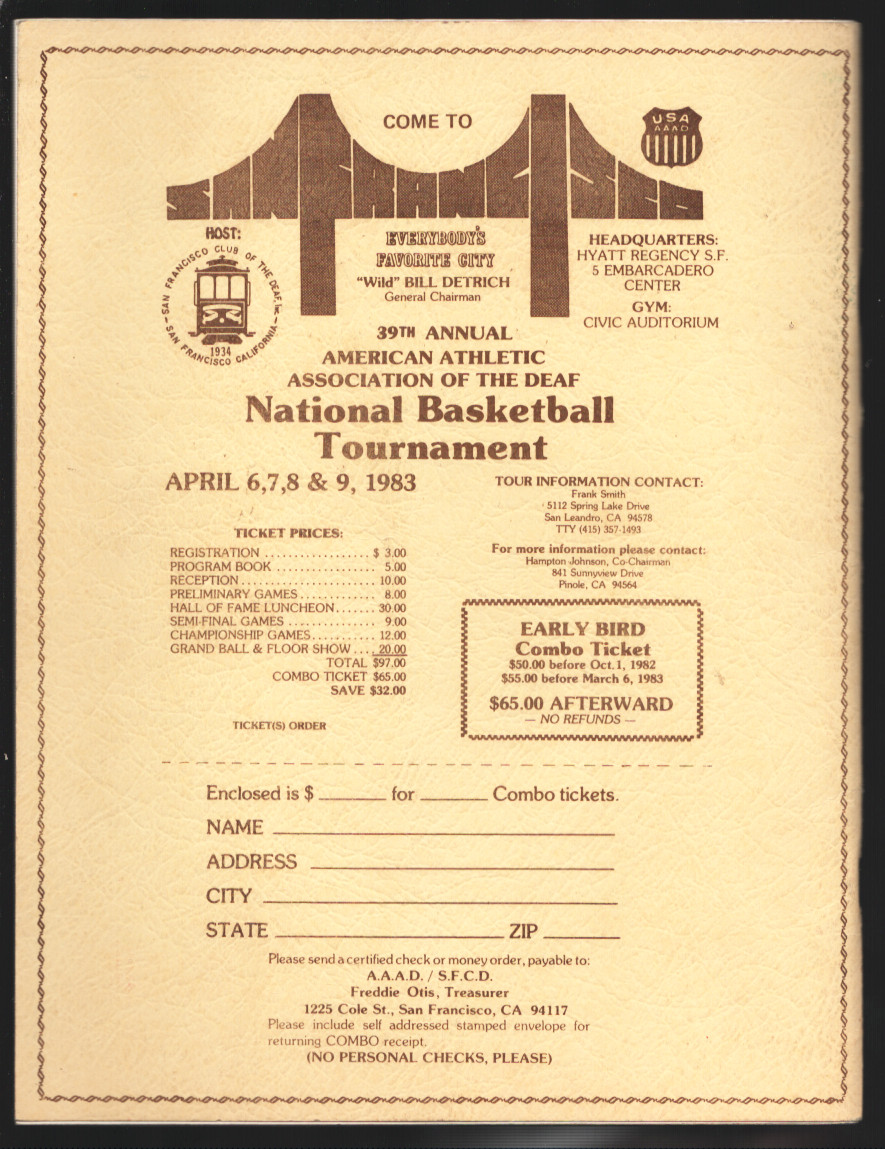 COME TO
SAN FRANCISCO
USA
AAAD
HOST:
SAN FRANCISCO CLUB OF THE DEAF, Inc.
S.F.
1934
SAN FRANCISCO CALIFORNIA
EVERYBODY'S
FAVORITE CITY
"Wild" BILL DETRICH
General Chairman
HEADQUARTERS:
HYATT REGENCY S.F.
5 EMBARCADERO
CENTER
GYM:
CIVIC AUDITORIUM
39TH ANNUAL
AMERICAN ATHLETIC
ASSOCIATION OF THE DEAF
National Basketball
Tournament
APRIL 6,7,8 & 9, 1983
TICKET PRICES:
REGISTRATION .................. $ 3.00
PROGRAM BOOK ................. 5.00
RECEPTION ....................... 10.00
PRELIMINARY GAMES ............. 8.00
HALL OF FAME LUNCHEON ....... 30.00
SEMI-FINAL GAMES ............... 9.00
CHAMPIONSHIP GAMES ........... 12.00
GRAND BALL & FLOOR SHOW .... 20.00
TOTAL $97.00
COMBO TICKET $65.00
SAVE $32.00
TICKET(S) ORDER
TOUR INFORMATION CONTACT:
Frank Smith
5112 Spring Lake Drive
San Leandro, CA 94578
TTY (415) 357-1493
For more information please contact:
Hampton Johnson, Co-Chairman
841 Sunnyview Drive
Pinole, CA 94564
EARLY BIRD
Combo Ticket
$50.00 before Oct. 1, 1982
$55.00 before March 6, 1983
$65.00 AFTERWARD
— NO REFUNDS —
Enclosed is $ ______ for ______ Combo tickets.
NAME ______
ADDRESS ______
CITY ______
STATE ______ ZIP ______
Please send a certified check or money order, payable to:
A.A.A.D. / S.F.C.D.
Freddie Otis, Treasurer
1225 Cole St., San Francisco, CA 94117
Please include self addressed stamped envelope for
returning COMBO receipt.
(NO PERSONAL CHECKS, PLEASE)